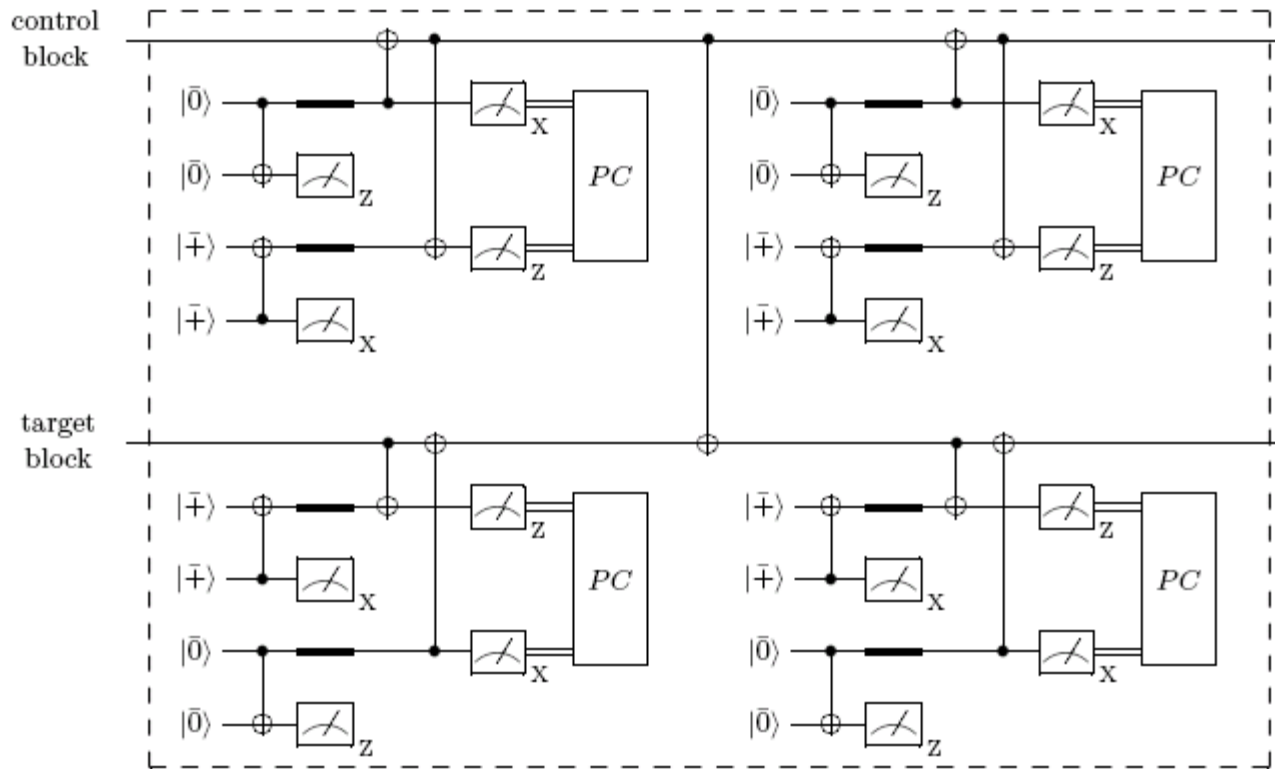 control
block
|0̄⟩ |0̄⟩
X X
|0̄⟩ PC |0̄⟩ PC
Z Z
|+̄⟩ |+̄⟩
Z Z
|+̄⟩ |+̄⟩
X X
target
block
|+̄⟩ |+̄⟩
Z Z
|+̄⟩ PC |+̄⟩ PC
X X
|0̄⟩ |0̄⟩
X X
|0̄⟩ |0̄⟩
Z Z